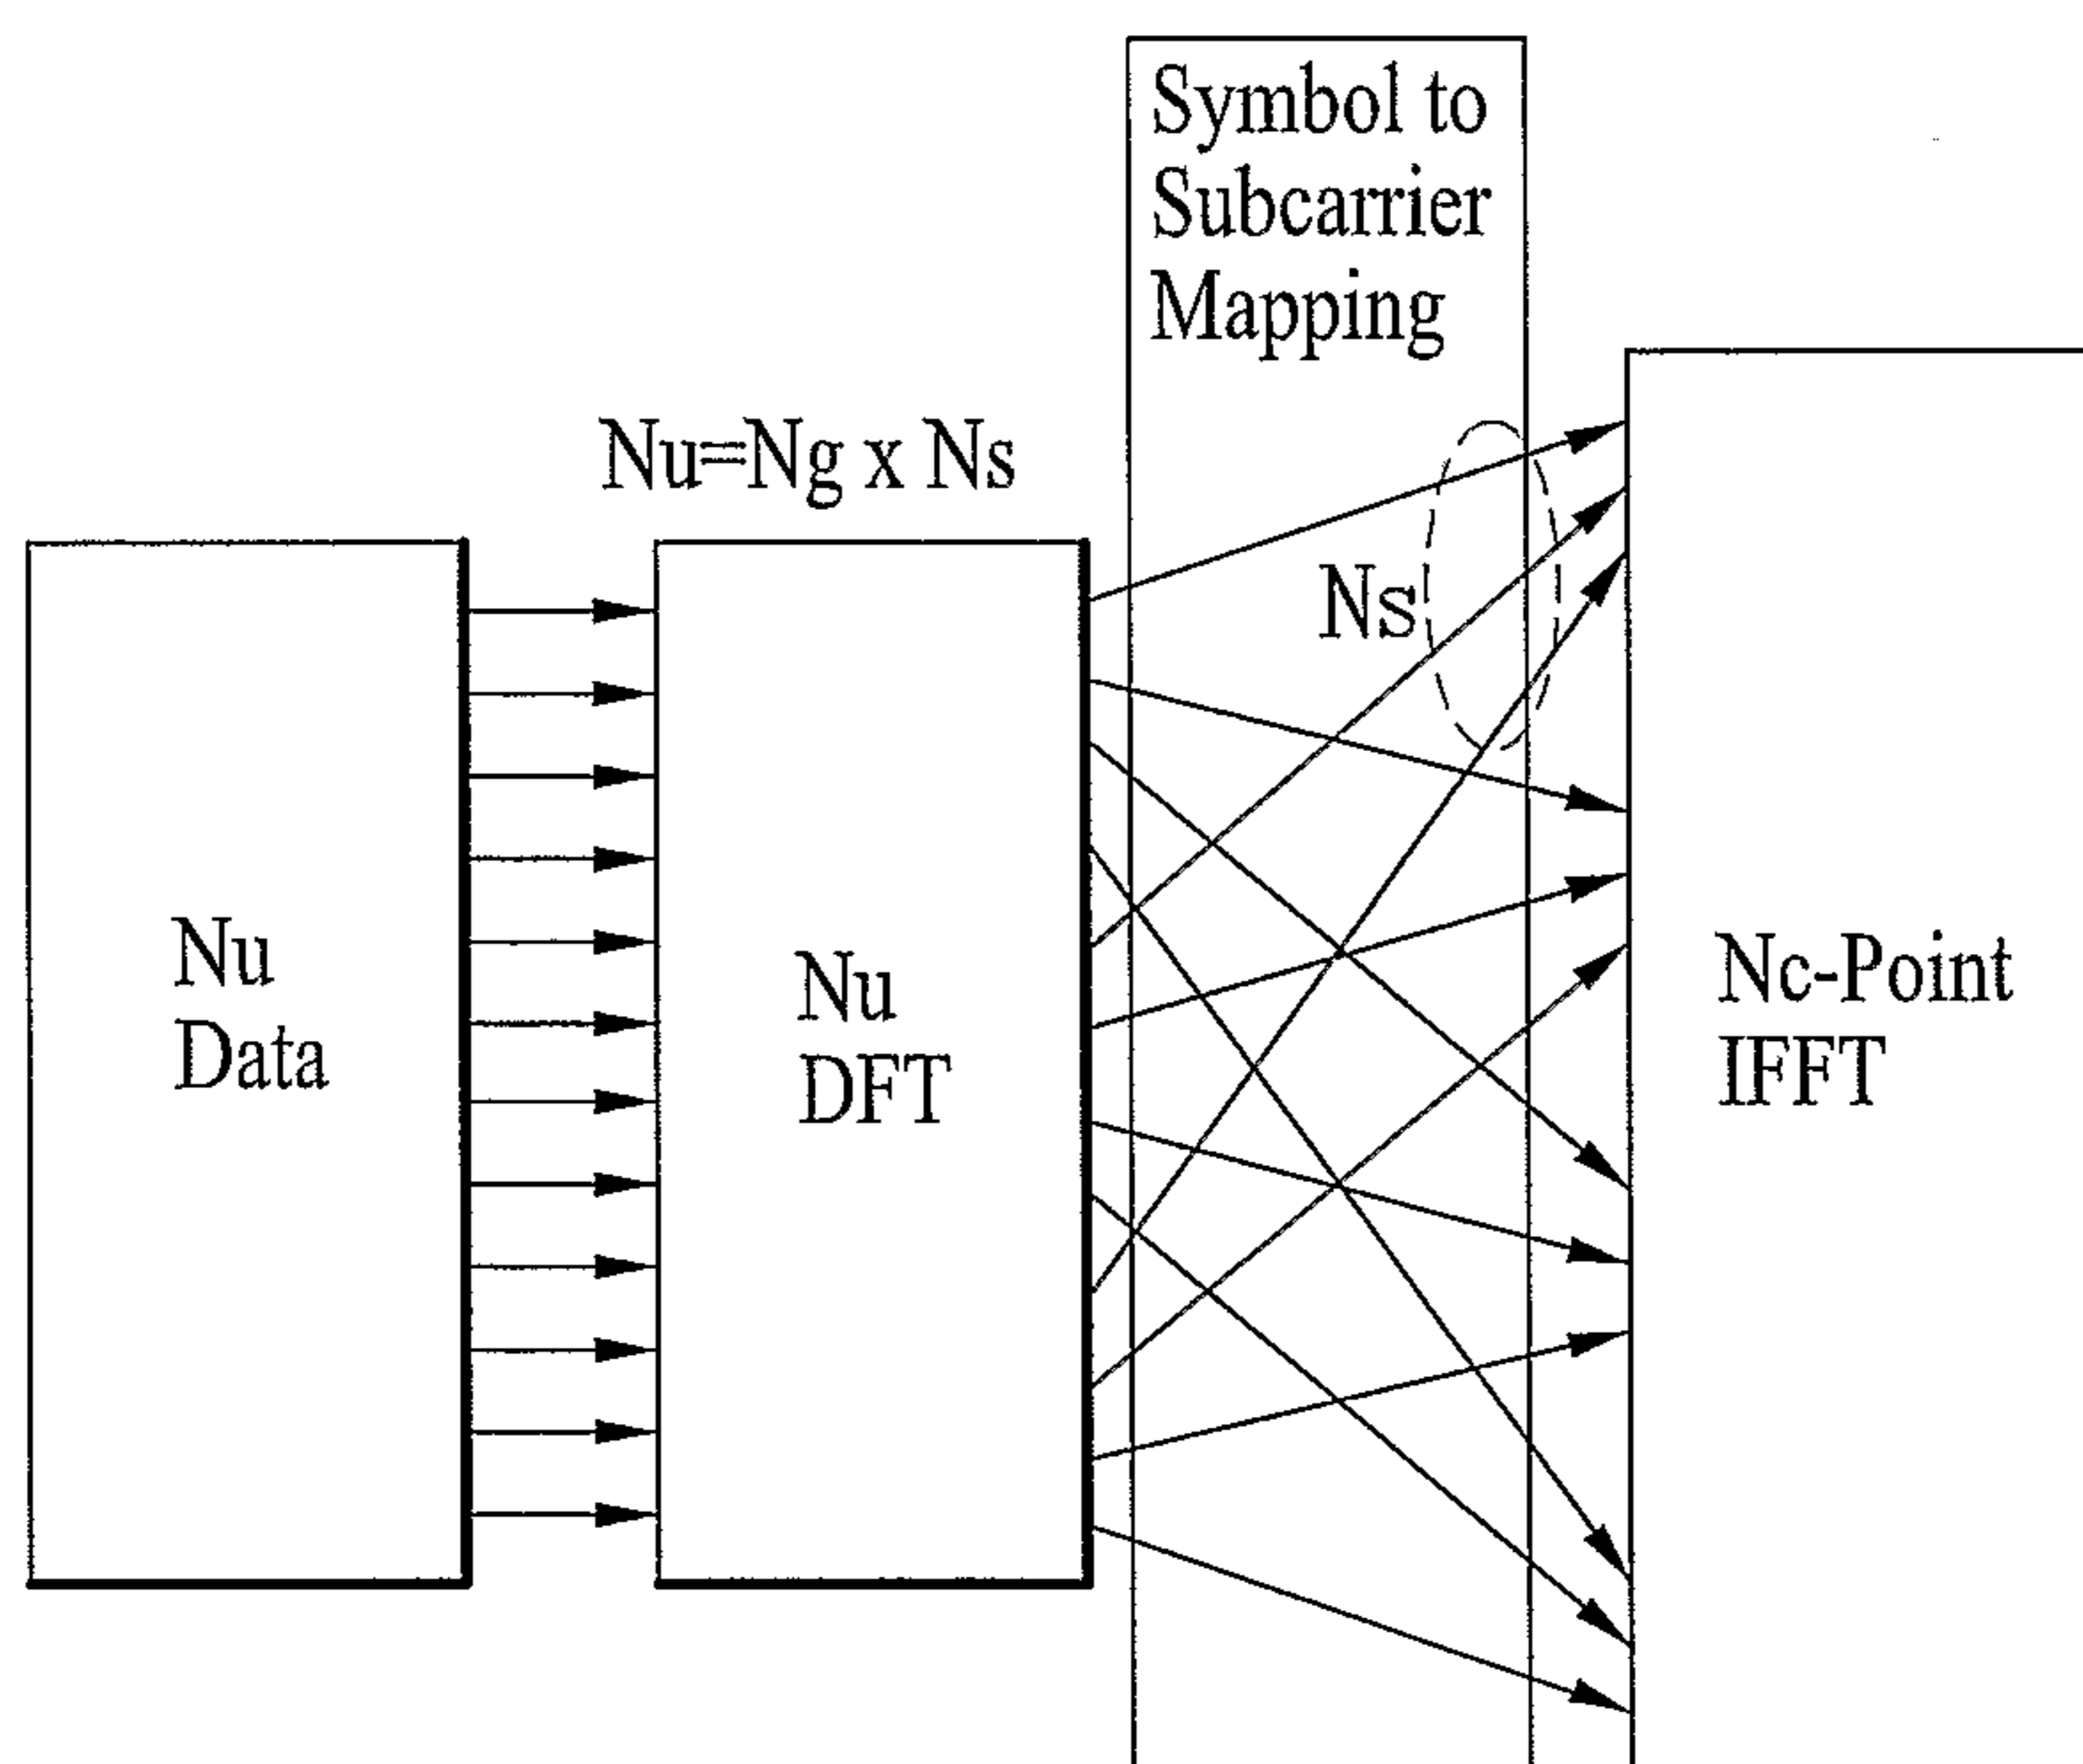 Symbol to
Subcarrier
Mapping
Nu=Ng x Ns
Ns
Nu
Data
Nu
DFT
Nc-Point
IFFT